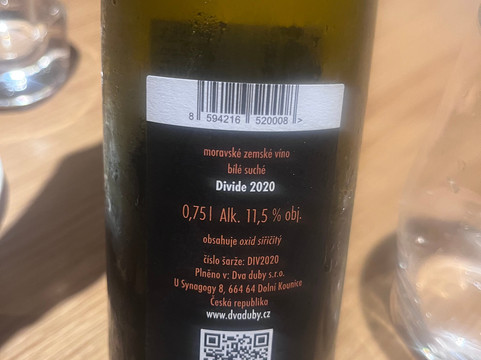 8 594216 520008 >
moravské zemské víno
bílé suché
Divide 2020
0,75 l Alk. 11,5 % obj.
obsahuje oxid siřičitý
číslo šarže: DIV2020
Plněno v: Dva duby s.r.o.
U Synagogy 8, 664 64 Dolní Kounice
Česká republika
www.dvaduby.cz